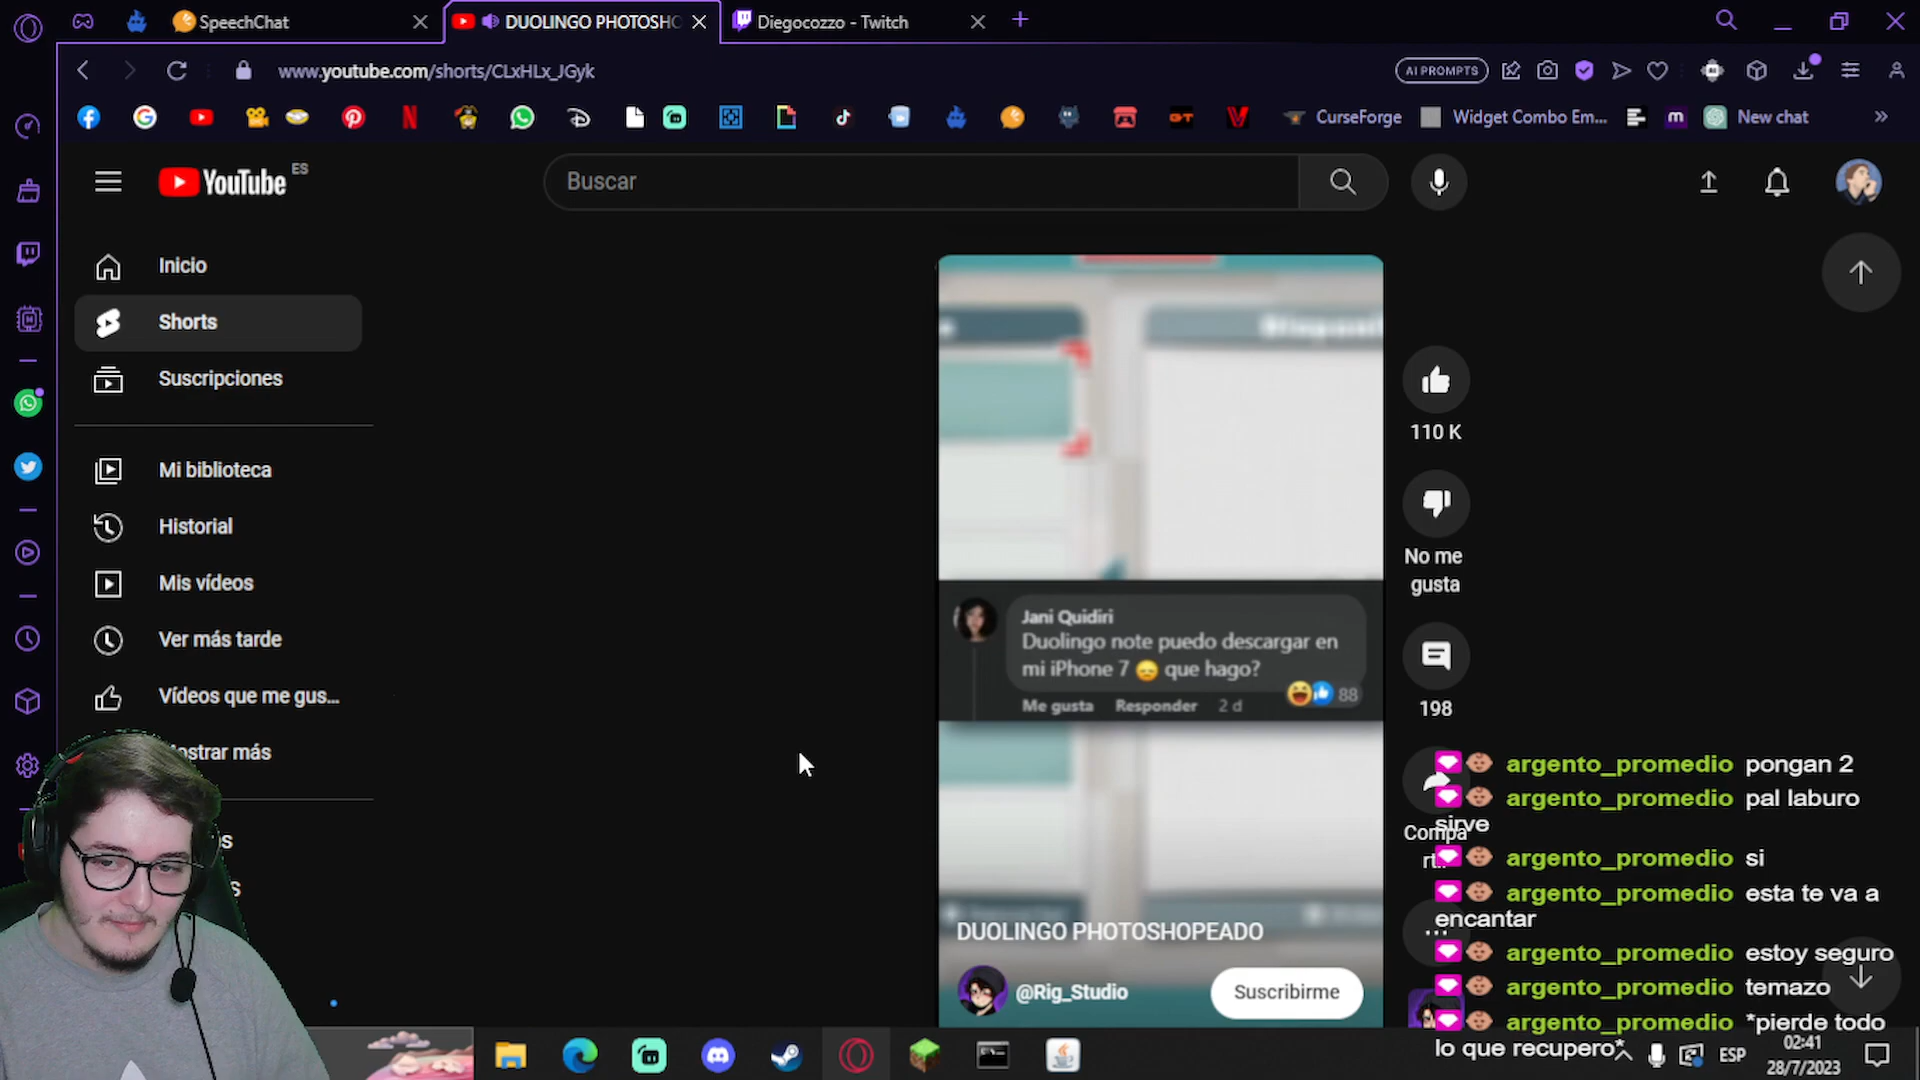 SpeechChat
DUOLINGO PHOTOSHO
Diegocozzo - Twitch
www.youtube.com/shorts/CLxHLx_JGyk
AI PROMPTS
CurseForge
Widget Combo Em...
New chat
YouTube ES
Buscar
Inicio
Shorts
Suscripciones
Mi biblioteca
Historial
Mis vídeos
Ver más tarde
Vídeos que me gus...
ostrar más
110 K
No me
gusta
198
Compa
Jani Quidiri
Duolingo note puedo descargar en
mi iPhone 7 😞 que hago?
Me gusta Responder 2 d
88
DUOLINGO PHOTOSHOPEADO
@Rig_Studio
Suscribirme
argento_promedio pongan 2
argento_promedio pal laburo
sirve
argento_promedio si
argento_promedio esta te va a
encantar
argento_promedio estoy seguro
argento_promedio temazo
argento_promedio *pierde todo
lo que recupero*
ESP
02:41
28/7/2023